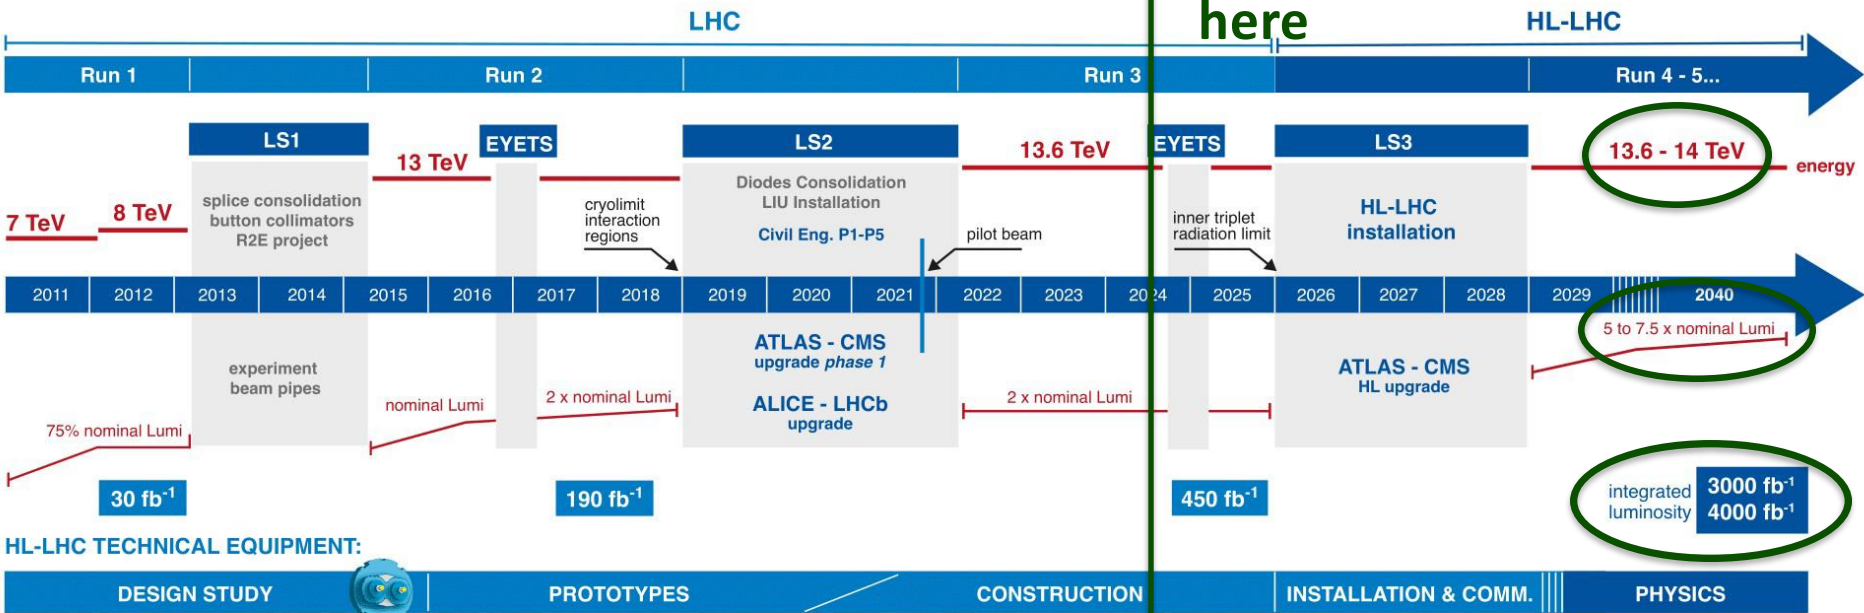 here
LHC
HL-LHC
Run 1
Run 2
Run 3
Run 4 - 5...
LS1
EYETS
LS2
EYETS
LS3
7 TeV
8 TeV
13 TeV
13.6 TeV
13.6 - 14 TeV
energy
splice consolidation
button collimators
R2E project
cryolimit
interaction
regions
Diodes Consolidation
LIU Installation
Civil Eng. P1-P5
pilot beam
inner triplet
radiation limit
HL-LHC
installation
2011
2012
2013
2014
2015
2016
2017
2018
2019
2020
2021
2022
2023
2024
2025
2026
2027
2028
2029
2040
experiment
beam pipes
75% nominal Lumi
nominal Lumi
2 x nominal Lumi
ATLAS - CMS
upgrade phase 1
ALICE - LHCb
upgrade
2 x nominal Lumi
ATLAS - CMS
HL upgrade
5 to 7.5 x nominal Lumi
30 fb-1
190 fb-1
450 fb-1
integrated
luminosity
3000 fb-1
4000 fb-1
HL-LHC TECHNICAL EQUIPMENT:
DESIGN STUDY
PROTOTYPES
CONSTRUCTION
INSTALLATION & COMM.
PHYSICS